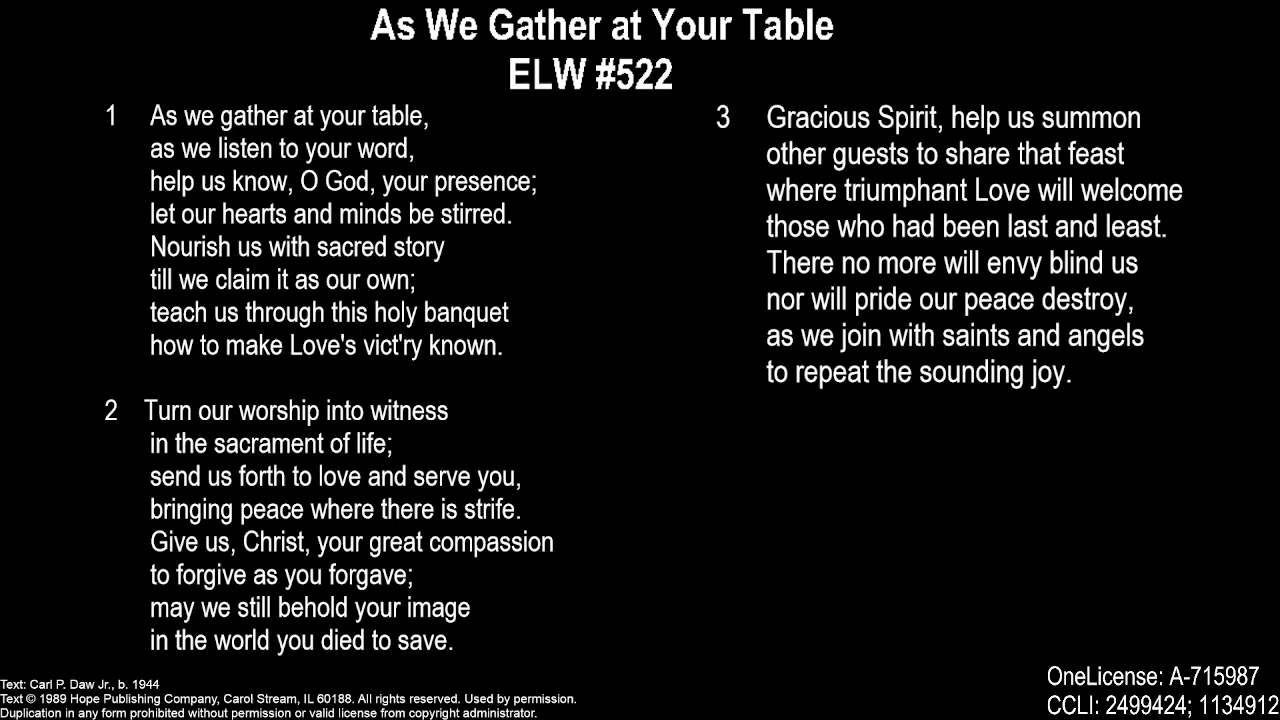 As We Gather at Your Table
ELW #522
1 As we gather at your table,
as we listen to your word,
help us know, O God, your presence;
let our hearts and minds be stirred.
Nourish us with sacred story
till we claim it as our own;
teach us through this holy banquet
how to make Love's vict'ry known.
2 Turn our worship into witness
in the sacrament of life;
send us forth to love and serve you,
bringing peace where there is strife.
Give us, Christ, your great compassion
to forgive as you forgave;
may we still behold your image
in the world you died to save.
3 Gracious Spirit, help us summon
other guests to share that feast
where triumphant Love will welcome
those who had been last and least.
There no more will envy blind us
nor will pride our peace destroy,
as we join with saints and angels
to repeat the sounding joy.
Text: Carl P. Daw Jr., b. 1944
Text © 1989 Hope Publishing Company, Carol Stream, IL 60188. All rights reserved. Used by permission.
Duplication in any form prohibited without permission or valid license from copyright administrator.
OneLicense: A-715987
CCLI: 2499424; 1134912